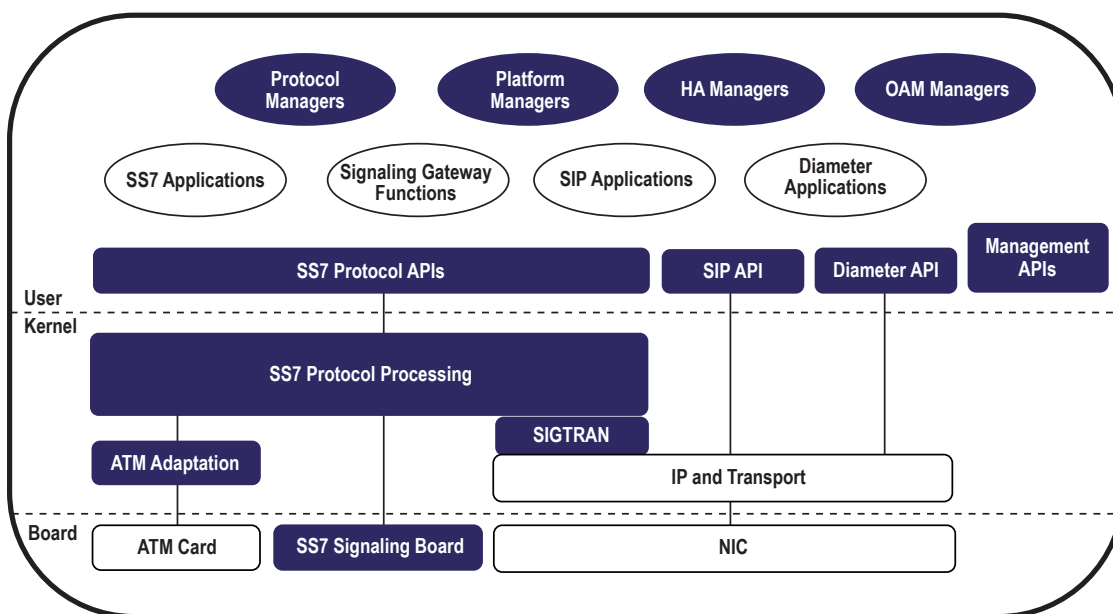 Protocol
Managers
Platform
Managers
HA Managers
OAM Managers
SS7 Applications
Signaling Gateway
Functions
SIP Applications
Diameter
Applications
SS7 Protocol APIs
SIP API
Diameter API
Management
APIs
User
Kernel
SS7 Protocol Processing
SIGTRAN
ATM Adaptation
IP and Transport
Board
ATM Card
SS7 Signaling Board
NIC